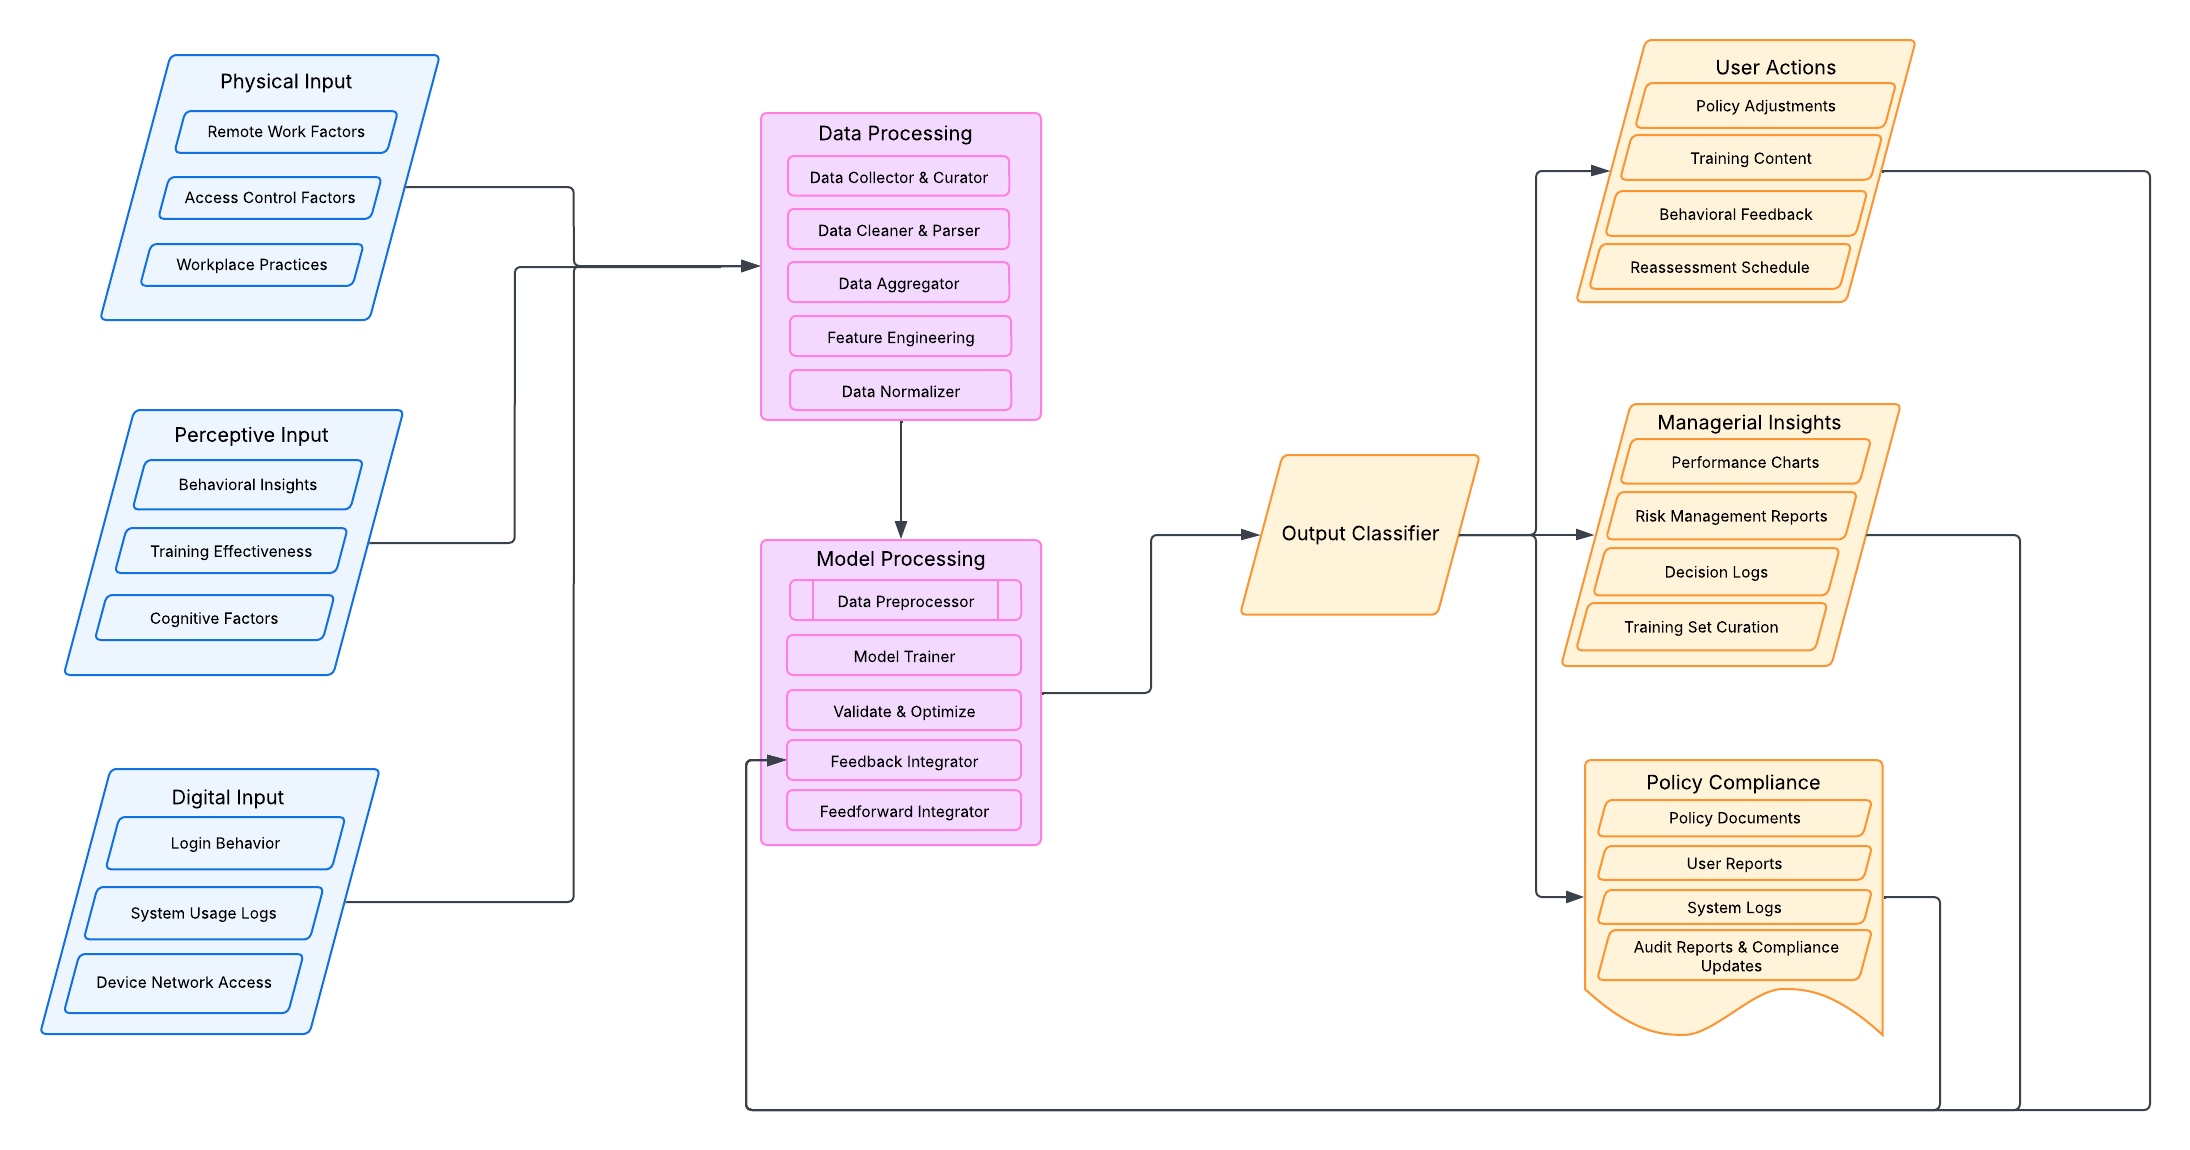 Physical Input
Remote Work Factors
Access Control Factors
Workplace Practices
Perceptive Input
Behavioral Insights
Training Effectiveness
Cognitive Factors
Digital Input
Login Behavior
System Usage Logs
Device Network Access
Data Processing
Data Collector & Curator
Data Cleaner & Parser
Data Aggregator
Feature Engineering
Data Normalizer
Model Processing
Data Preprocessor
Model Trainer
Validate & Optimize
Feedback Integrator
Feedforward Integrator
Output Classifier
User Actions
Policy Adjustments
Training Content
Behavioral Feedback
Reassessment Schedule
Managerial Insights
Performance Charts
Risk Management Reports
Decision Logs
Training Set Curation
Policy Compliance
Policy Documents
User Reports
System Logs
Audit Reports & Compliance
Updates